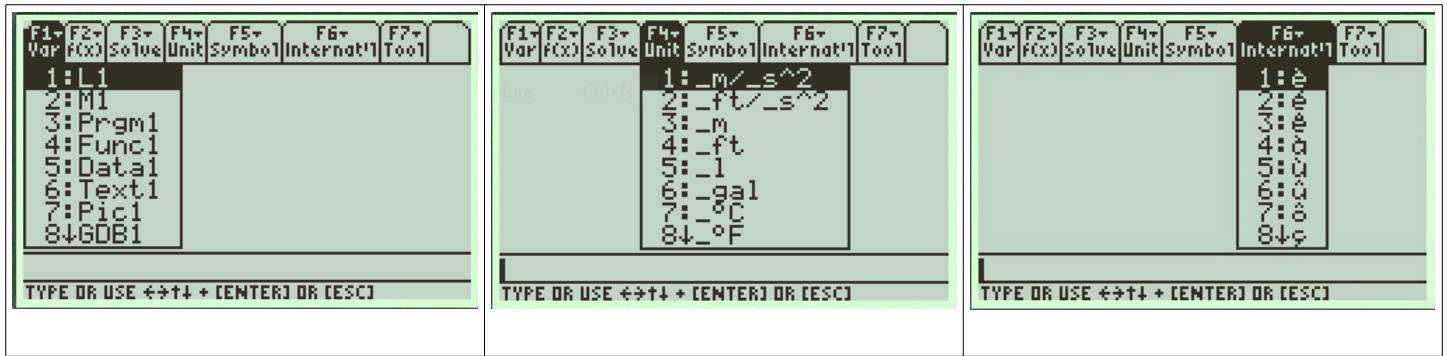 F1▾ F2▾ F3▾ F4▾ F5▾ F6▾ F7▾
Var f(x) Solve Unit Symbol Internat'l Tool
1:L1
2:M1
3:Prgm1
4:Func1
5:Data1
6:Text1
7:Pic1
8↓GDB1
TYPE OR USE ←→↑↓ + [ENTER] OR [ESC]
F1▾ F2▾ F3▾ F4▾ F5▾ F6▾ F7▾
Var f(x) Solve Unit Symbol Internat'l Tool
1:_m/_s^2
pture Ctrl+N
2:_ft/_s^2
3:_m
4:_ft
5:_l
6:_gal
7:_°C
8↓_°F
TYPE OR USE ←→↑↓ + [ENTER] OR [ESC]
F1▾ F2▾ F3▾ F4▾ F5▾ F6▾ F7▾
Var f(x) Solve Unit Symbol Internat'l Tool
1:è
2:é
3:ê
4:à
5:ù
6:û
7:ô
8↓ç
TYPE OR USE ←→↑↓ + [ENTER] OR [ESC]